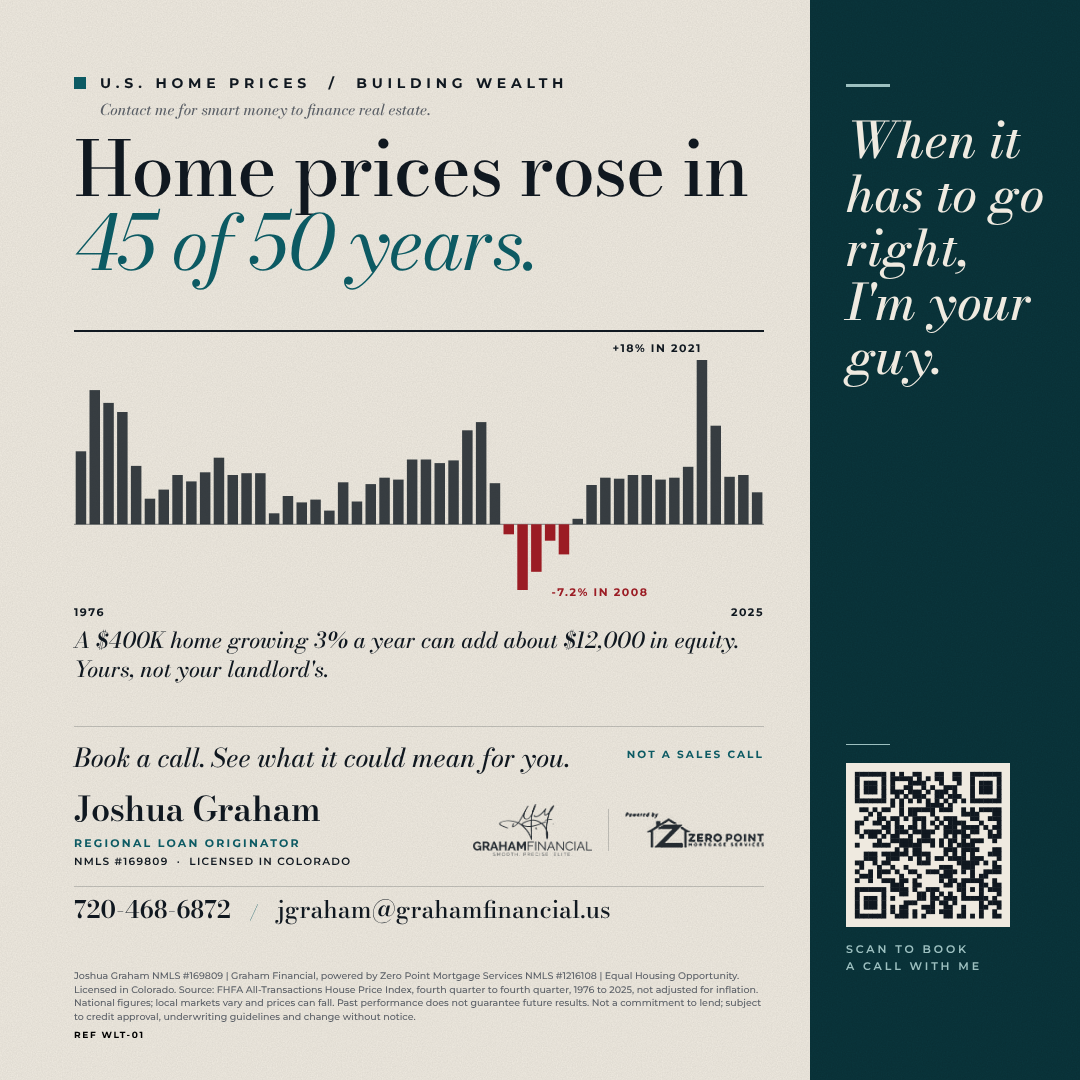 U.S. HOME PRICES / BUILDING WEALTH
Contact me for smart money to finance real estate.
Home prices rose in
45 of 50 years.
+18% IN 2021
-7.2% IN 2008
1976
2025
A $400K home growing 3% a year can add about $12,000 in equity.
Yours, not your landlord's.
Book a call. See what it could mean for you.
NOT A SALES CALL
Joshua Graham
REGIONAL LOAN ORIGINATOR
NMLS #169809 · LICENSED IN COLORADO
GRAHAMFINANCIAL
SMOOTH. PRECISE. ELITE.
Powered by
ZERO POINT
MORTGAGE SERVICES
720-468-6872 / jgraham@grahamfinancial.us
Joshua Graham NMLS #169809 | Graham Financial, powered by Zero Point Mortgage Services NMLS #1216108 | Equal Housing Opportunity.
Licensed in Colorado. Source: FHFA All-Transactions House Price Index, fourth quarter to fourth quarter, 1976 to 2025, not adjusted for inflation.
National figures; local markets vary and prices can fall. Past performance does not guarantee future results. Not a commitment to lend; subject
to credit approval, underwriting guidelines and change without notice.
REF WLT-01
When it
has to go
right,
I'm your
guy.
SCAN TO BOOK
A CALL WITH ME